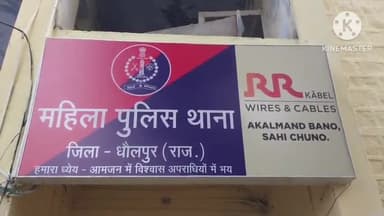 KINEMASTER
महिला पुलिस थाना
जिला - धौलपुर (राज.)
हमारा ध्येय - आमजन में विश्वास अपराधियों में भय
RR
KABEL
WIRES & CABLES
AKALMAND BANO,
SAHI CHUNO.